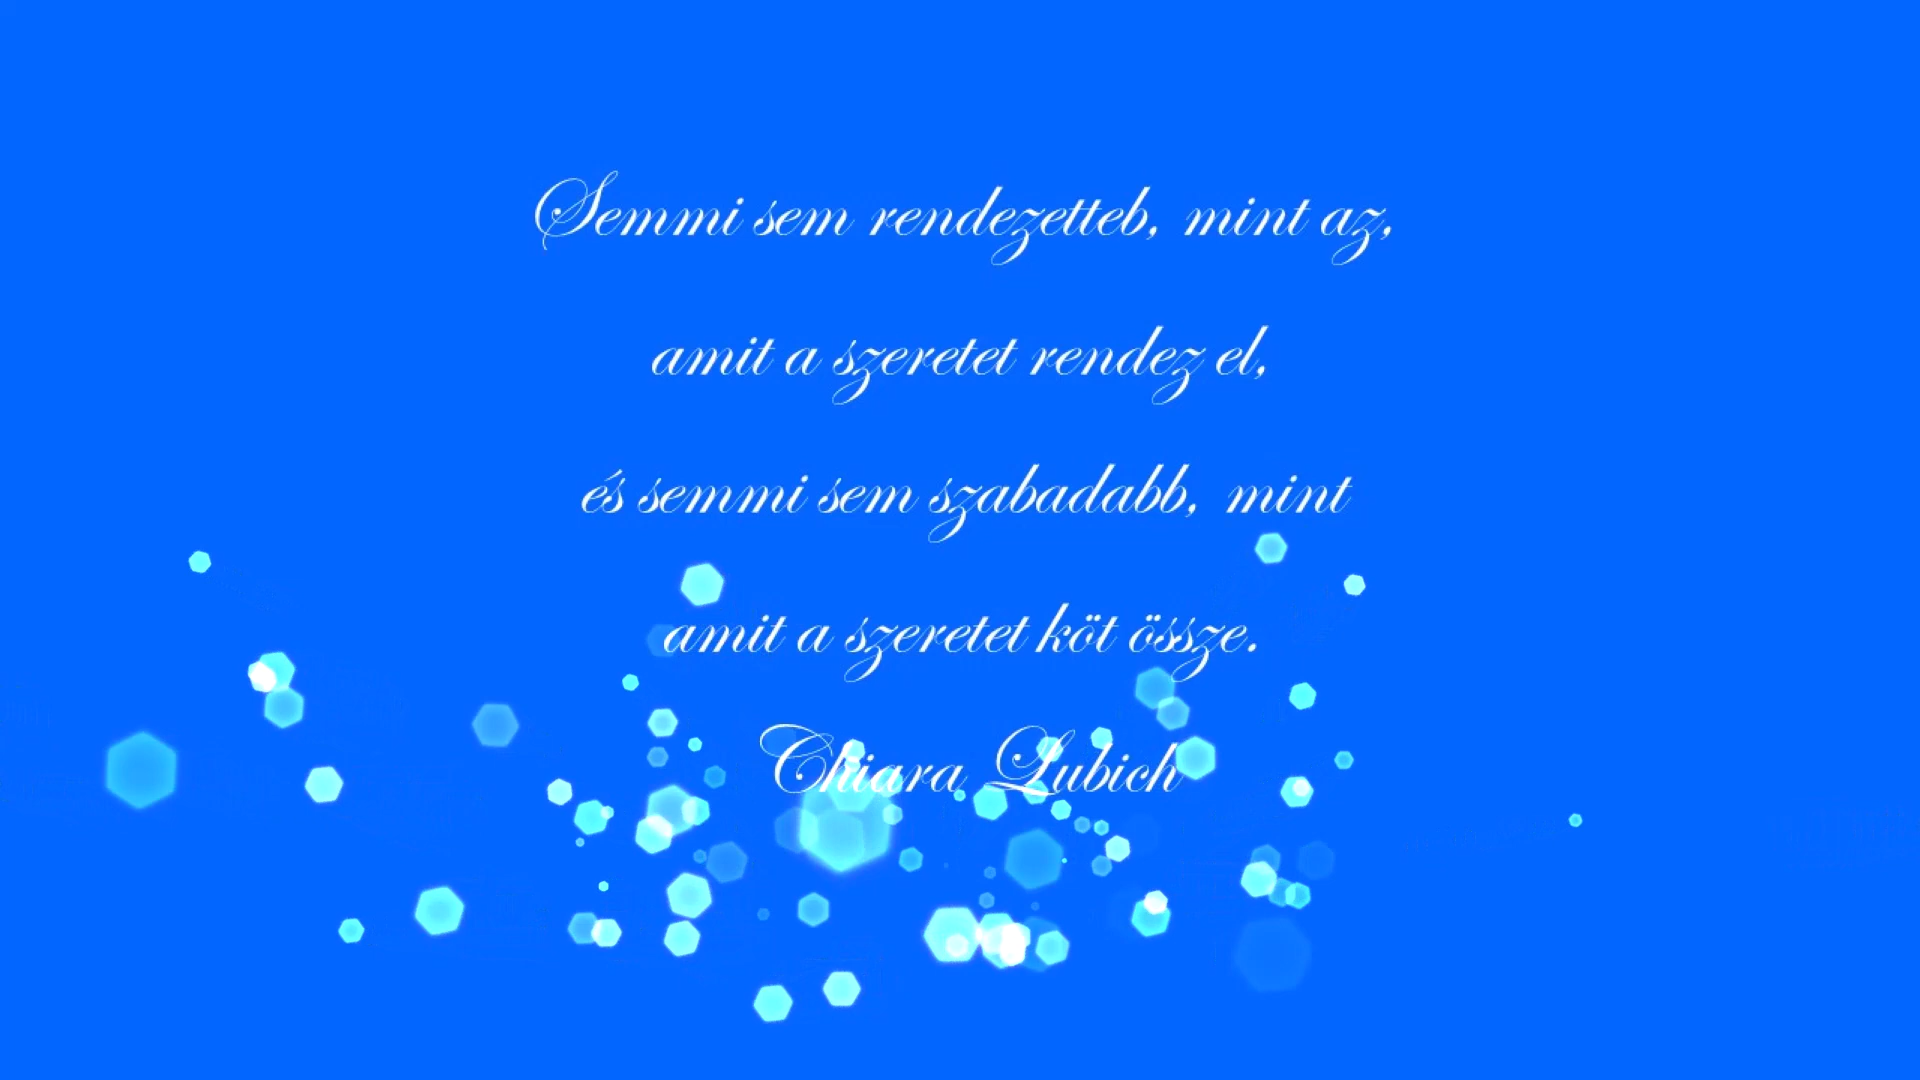 Semmi sem rendezetteb, mint az,
amit a szeretet rendez el,
és semmi sem szabadabb, mint
amit a szeretet köt össze.
Chiara Lubich